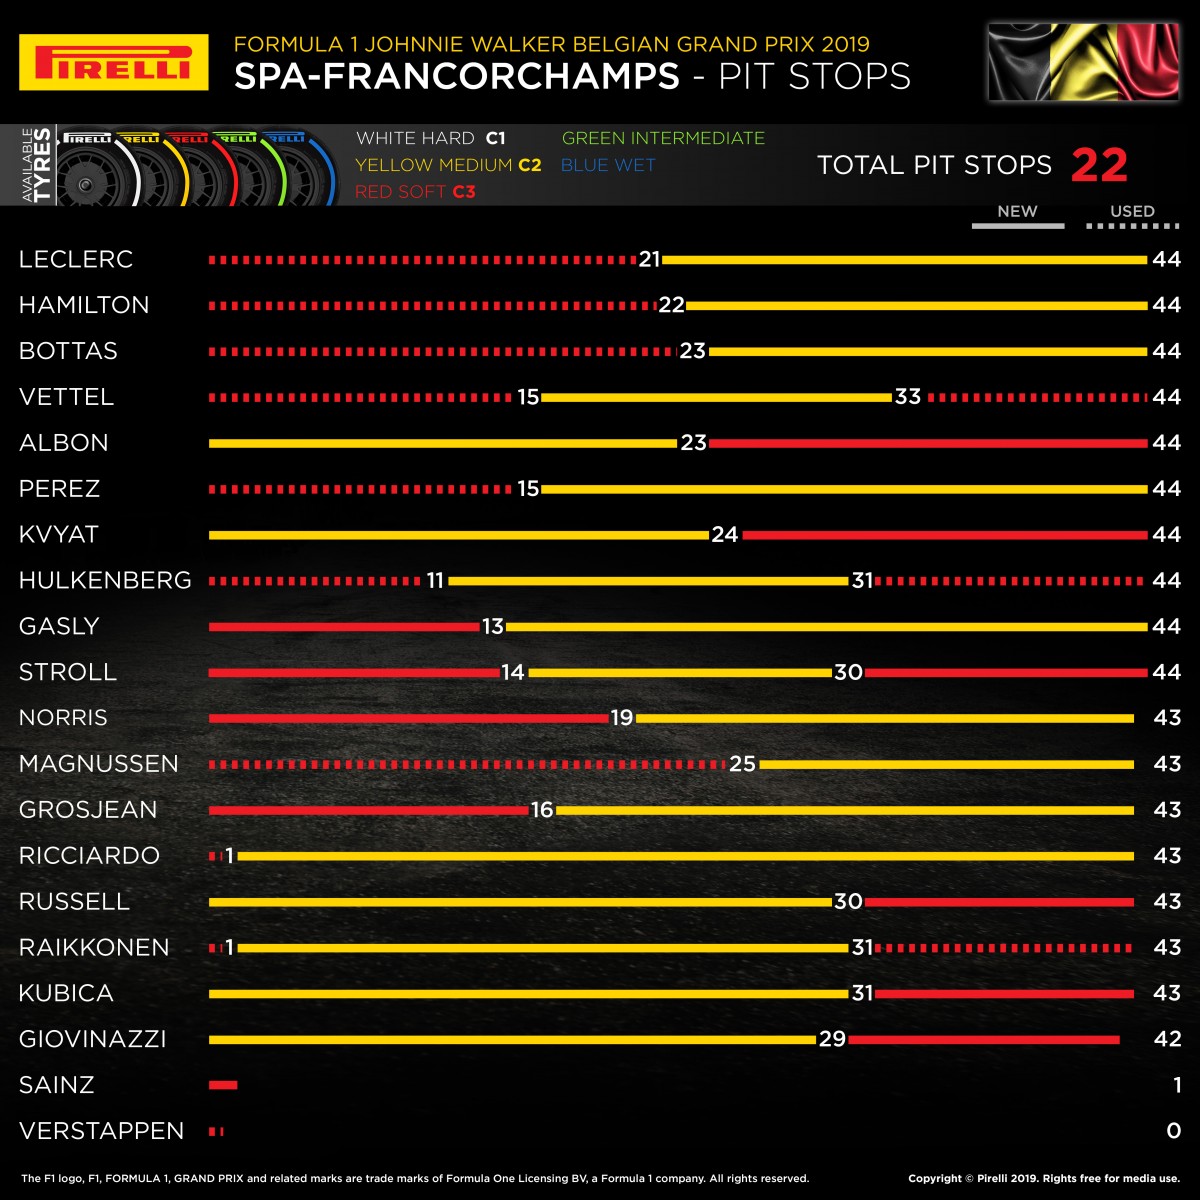 PIRELLI
FORMULA 1 JOHNNIE WALKER BELGIAN GRAND PRIX 2019
SPA-FRANCORCHAMPS - PIT STOPS
AVAILABLE
TYRES
PIRELLI PIRELLI PIRELLI PIRELLI PIRELLI
WHITE HARD C1
YELLOW MEDIUM C2
RED SOFT C3
GREEN INTERMEDIATE
BLUE WET
TOTAL PIT STOPS 22
NEW USED
LECLERC 21 44
HAMILTON 22 44
BOTTAS 23 44
VETTEL 15 33 44
ALBON 23 44
PEREZ 15 44
KVYAT 24 44
HULKENBERG 11 31 44
GASLY 13 44
STROLL 14 30 44
NORRIS 19 43
MAGNUSSEN 25 43
GROSJEAN 16 43
RICCIARDO 1 43
RUSSELL 30 43
RAIKKONEN 1 31 43
KUBICA 31 43
GIOVINAZZI 29 42
SAINZ 1
VERSTAPPEN 0
The F1 logo, F1, FORMULA 1, GRAND PRIX and related marks are trade marks of Formula One Licensing BV, a Formula 1 company. All rights reserved.
Copyright © Pirelli 2019. Rights free for media use.